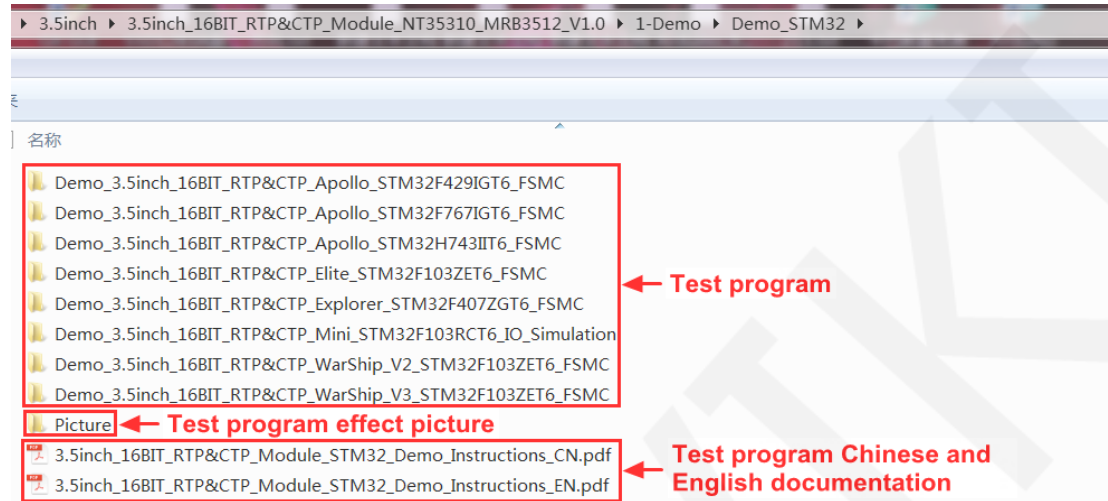 3.5inch ▸ 3.5inch_16BIT_RTP&CTP_Module_NT35310_MRB3512_V1.0 ▸ 1-Demo ▸ Demo_STM32
名称
Demo_3.5inch_16BIT_RTP&CTP_Apollo_STM32F429IGT6_FSMC
Demo_3.5inch_16BIT_RTP&CTP_Apollo_STM32F767IGT6_FSMC
Demo_3.5inch_16BIT_RTP&CTP_Apollo_STM32H743IIT6_FSMC
Demo_3.5inch_16BIT_RTP&CTP_Elite_STM32F103ZET6_FSMC
Demo_3.5inch_16BIT_RTP&CTP_Explorer_STM32F407ZGT6_FSMC
Demo_3.5inch_16BIT_RTP&CTP_Mini_STM32F103RCT6_IO_Simulation
Demo_3.5inch_16BIT_RTP&CTP_WarShip_V2_STM32F103ZET6_FSMC
Demo_3.5inch_16BIT_RTP&CTP_WarShip_V3_STM32F103ZET6_FSMC
Test program
Picture
Test program effect picture
3.5inch_16BIT_RTP&CTP_Module_STM32_Demo_Instructions_CN.pdf
3.5inch_16BIT_RTP&CTP_Module_STM32_Demo_Instructions_EN.pdf
Test program Chinese and
English documentation